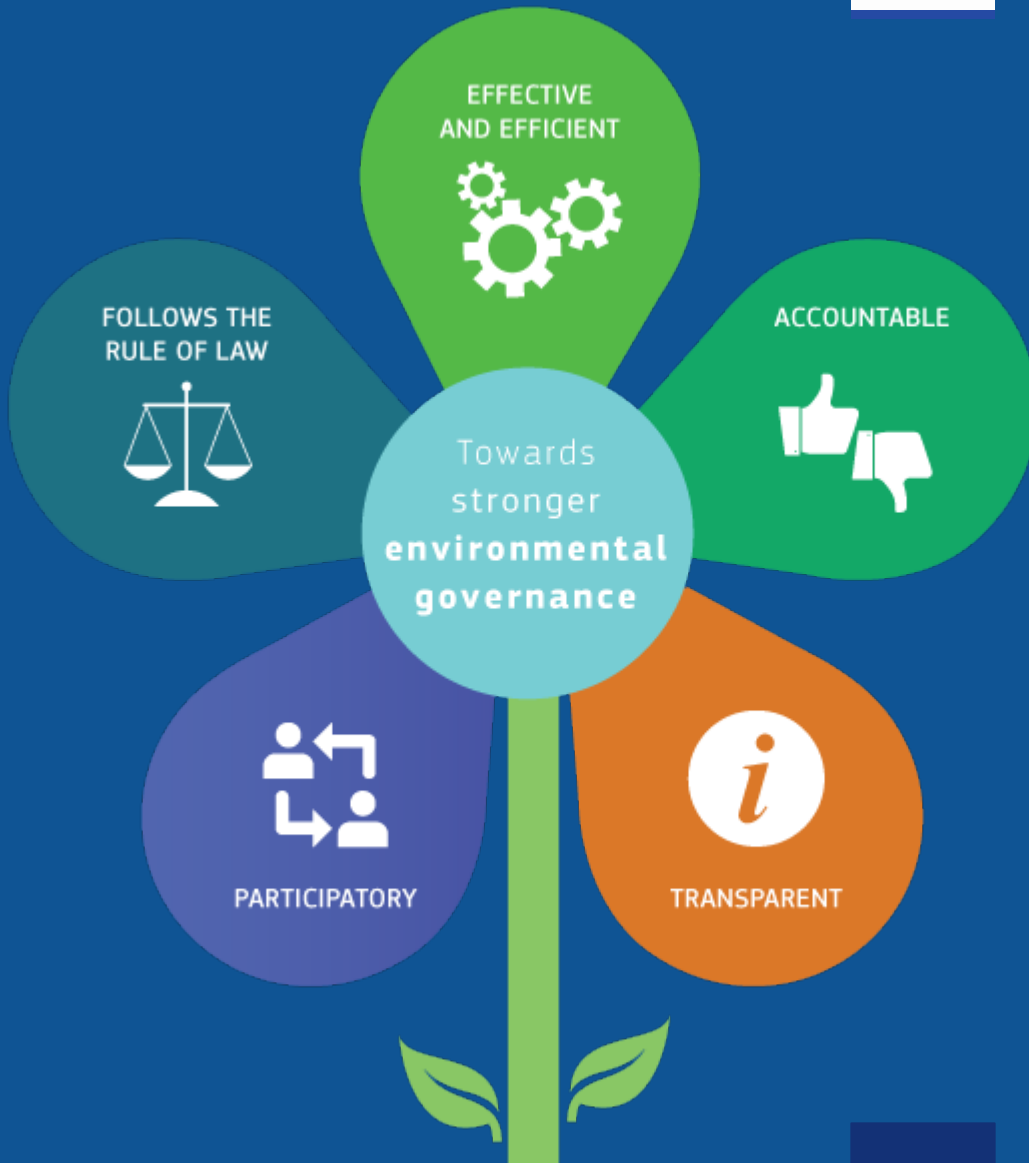 EFFECTIVE
AND EFFICIENT
FOLLOWS THE
RULE OF LAW
ACCOUNTABLE
Towards
stronger
environmental
governance
PARTICIPATORY
TRANSPARENT